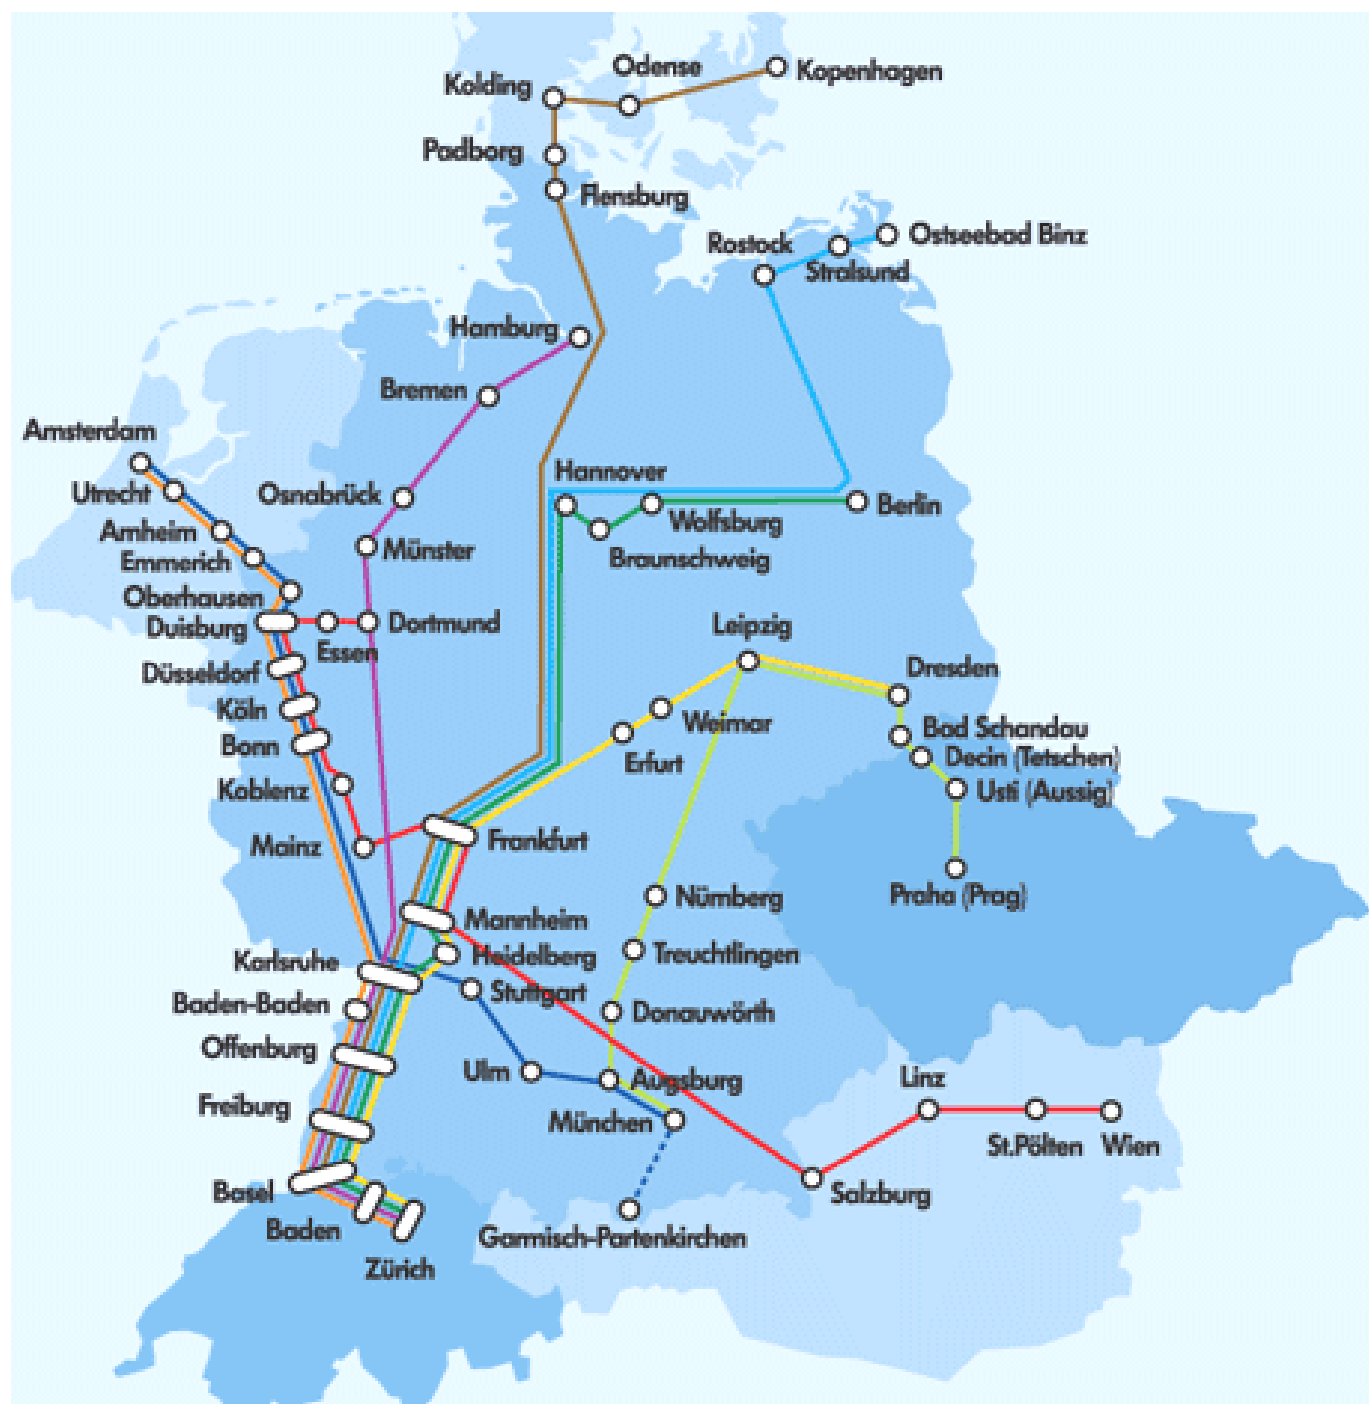 Odense
Kopenhagen
Kolding
Padborg
Flensburg
Rostock
Ostseebad Binz
Stralsund
Hamburg
Bremen
Amsterdam
Utrecht
Osnabrück
Hannover
Wolfsburg
Berlin
Arnheim
Münster
Braunschweig
Emmerich
Oberhausen
Duisburg
Dortmund
Essen
Leipzig
Düsseldorf
Dresden
Köln
Weimar
Bad Schandau
Bonn
Erfurt
Decin (Tetschen)
Koblenz
Usti (Aussig)
Mainz
Frankfurt
Nürnberg
Praha (Prag)
Mannheim
Karlsruhe
Heidelberg
Treuchtlingen
Baden-Baden
Stuttgart
Donauwörth
Offenburg
Ulm
Augsburg
Linz
Freiburg
München
St.Pölten
Wien
Basel
Salzburg
Baden
Garmisch-Partenkirchen
Zürich